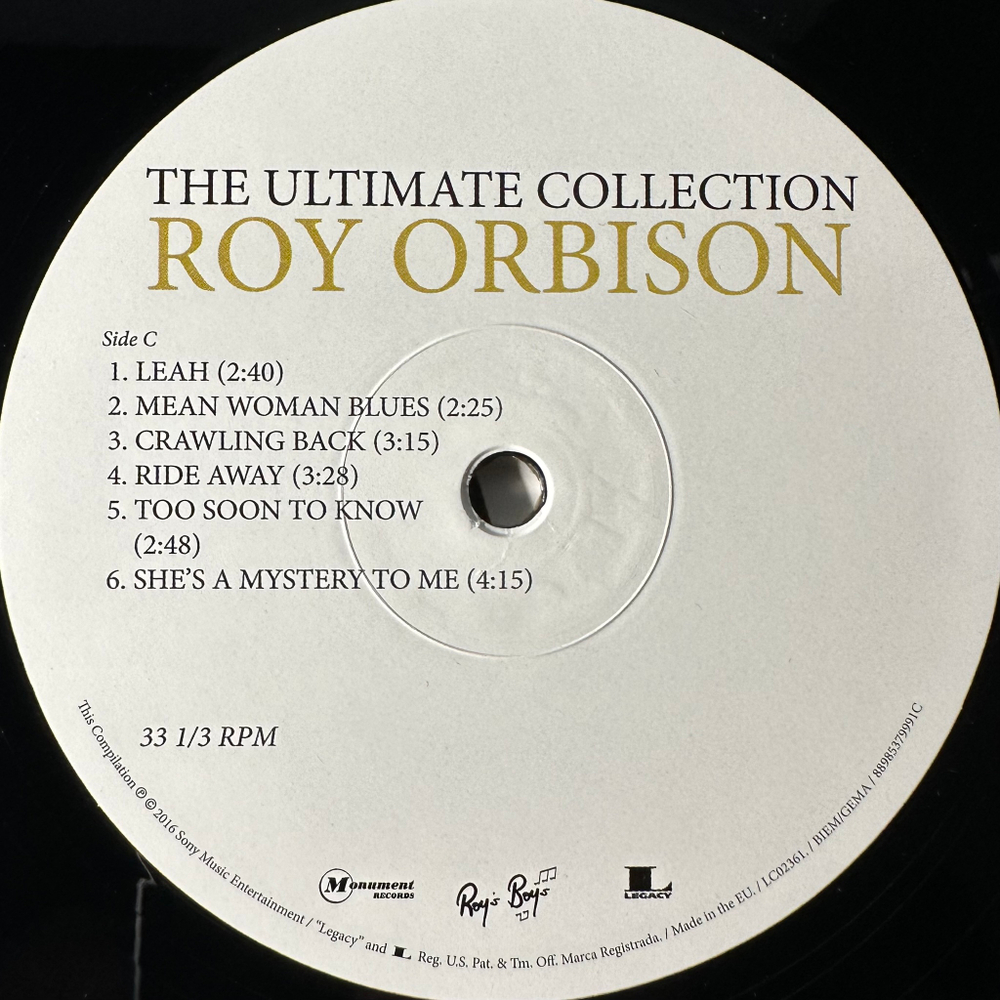 THE ULTIMATE COLLECTION
ROY ORBISON
Side C
1. LEAH (2:40)
2. MEAN WOMAN BLUES (2:25)
3. CRAWLING BACK (3:15)
4. RIDE AWAY (3:28)
5. TOO SOON TO KNOW
(2:48)
6. SHE'S A MYSTERY TO ME (4:15)
33 1/3 RPM
Monument RECORDS
Roy's Boys
L LEGACY
This Compilation ℗ © 2016 Sony Music Entertainment / "Legacy" and L Reg. U.S. Pat. & Tm. Off. Marca Registrada. / Made in the EU. / LC02361. / BIEM/GEMA / 88985379991C